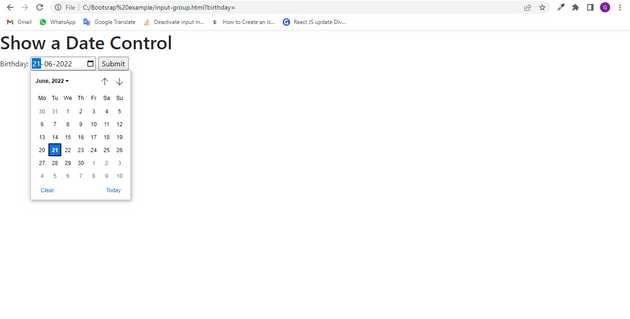 File | C:/Bootsrap%20example/input-group.html?birthday=
Gmail WhatsApp Google Translate Deactivate input in... How to Create an Ic... React JS update Div...
Show a Date Control
Birthday: 21-06-2022 Submit
June, 2022
Mo Tu We Th Fr Sa Su
30 31 1 2 3 4 5
6 7 8 9 10 11 12
13 14 15 16 17 18 19
20 21 22 23 24 25 26
27 28 29 30 1 2 3
4 5 6 7 8 9 10
Clear Today